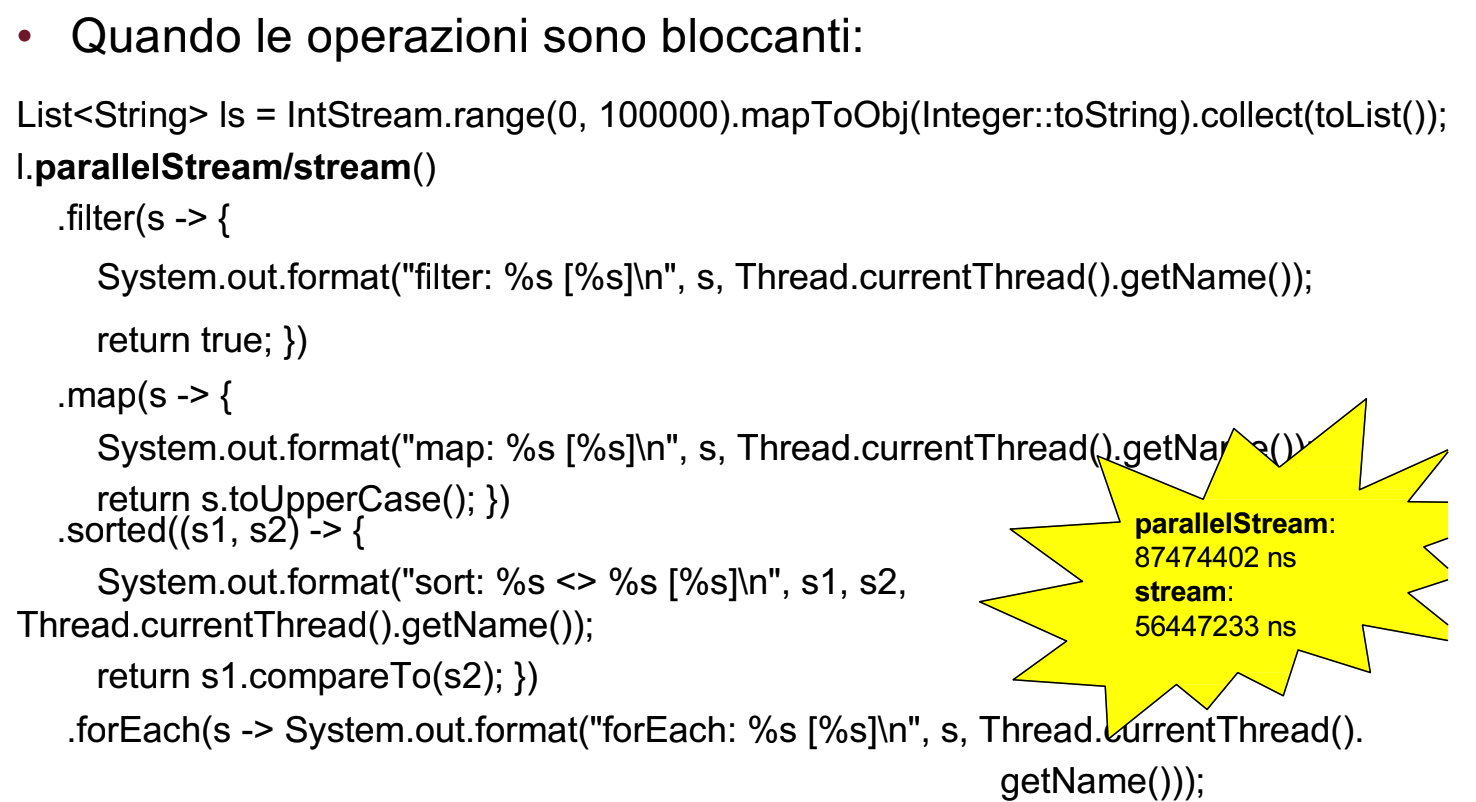 • Quando le operazioni sono bloccanti:
List<String> ls = IntStream.range(0, 100000).mapToObj(Integer::toString).collect(toList());
l.parallelStream/stream()
.filter(s -> {
System.out.format("filter: %s [%s]\n", s, Thread.currentThread().getName());
return true; })
.map(s -> {
System.out.format("map: %s [%s]\n", s, Thread.currentThread().getName());
return s.toUpperCase(); })
.sorted((s1, s2) -> {
System.out.format("sort: %s <> %s [%s]\n", s1, s2,
Thread.currentThread().getName());
return s1.compareTo(s2); })
.forEach(s -> System.out.format("forEach: %s [%s]\n", s, Thread.currentThread().
getName()));
parallelStream:
87474402 ns
stream:
56447233 ns